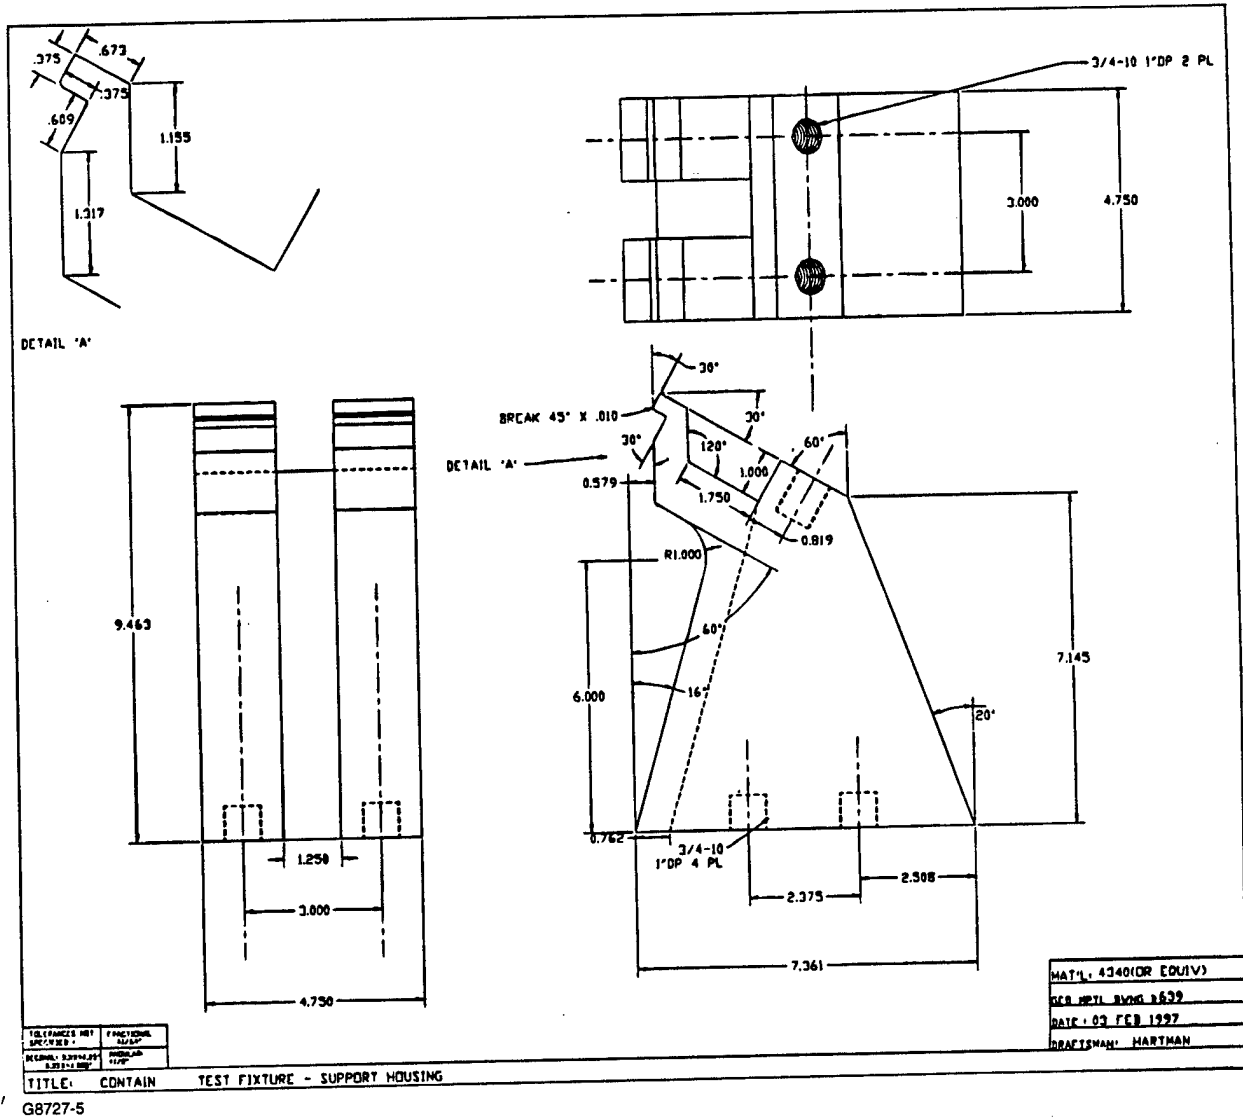 .375
.673
.375
.609
1.155
1.317
DETAIL 'A'
3/4-10 1"DP 2 PL
3.000
4.750
30°
BREAK 45° X .010
30°
30°
120°
60°
DETAIL 'A'
0.579
1.000
1.750
0.819
R1.000
60°
16°
6.000
7.145
20°
9.463
0.762
3/4-10
1"DP 4 PL
1.250
3.000
4.750
2.508
2.375
7.361
MAT'L: 4340(OR EQUIV)
DATE: 03 FEB 1997
DRAFTSMAN: HARTMAN
TOLERANCES NOT
SPECIFIED:
FRACTIONAL
TITLE: CONTAIN TEST FIXTURE - SUPPORT HOUSING
G8727-5